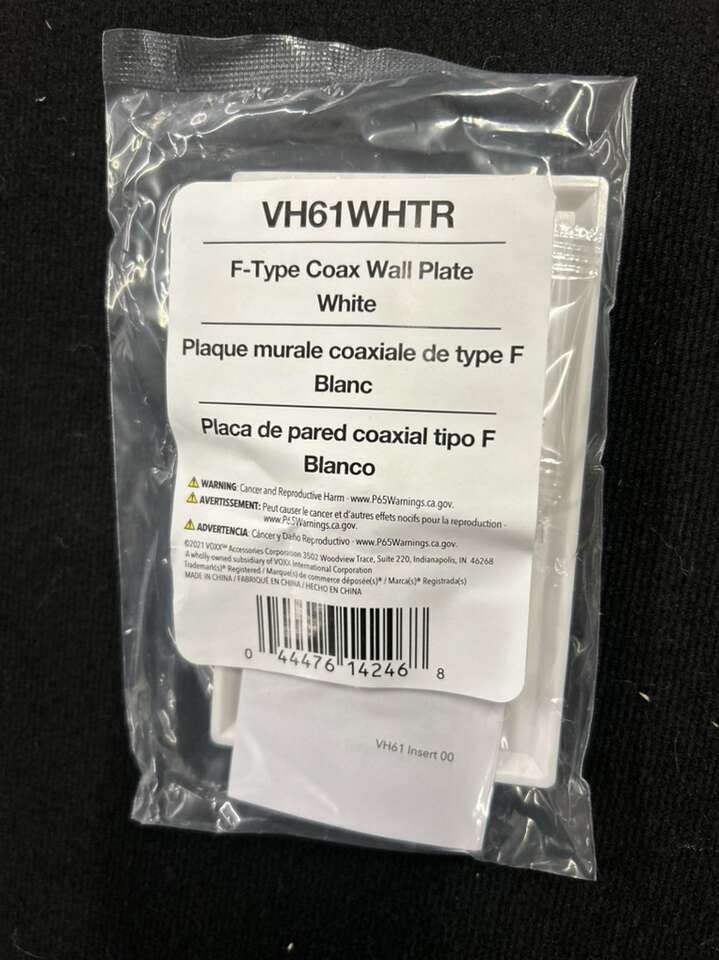 VH61WHTR
F-Type Coax Wall Plate
White
Plaque murale coaxiale de type F
Blanc
Placa de pared coaxial tipo F
Blanco
⚠ WARNING: Cancer and Reproductive Harm - www.P65Warnings.ca.gov.
⚠ AVERTISSEMENT: Peut causer le cancer et d'autres effets nocifs pour la reproduction -
www.P65Warnings.ca.gov.
⚠ ADVERTENCIA: Cáncer y Daño Reproductivo - www.P65Warnings.ca.gov.
©2021 VOXX℠ Accessories Corporation 3502 Woodview Trace, Suite 220, Indianapolis, IN 46268
A wholly owned subsidiary of VOXX International Corporation
Trademark(s)® Registered / Marque(s) de commerce déposée(s)® / Marca(s)® Registrada(s)
MADE IN CHINA / FABRIQUÉ EN CHINA / HECHO EN CHINA
0 44476 14246 8
VH61 Insert 00